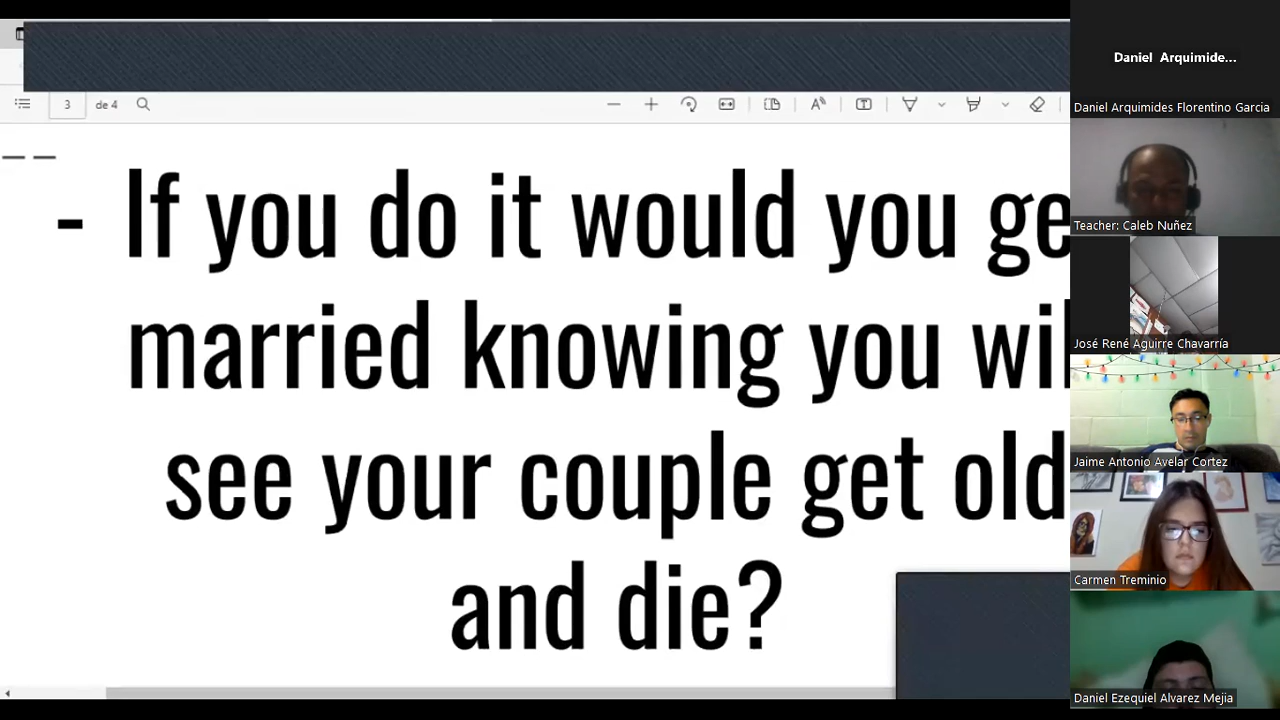 3 de 4
- If you do it would you ge
married knowing you wil
see your couple get old
and die?
Daniel Arquimide...
Daniel Arquimides Florentino Garcia
Teacher: Caleb Nuñez
José René Aguirre Chavarría
Jaime Antonio Avelar Cortez
Carmen Treminio
Daniel Ezequiel Alvarez Mejia